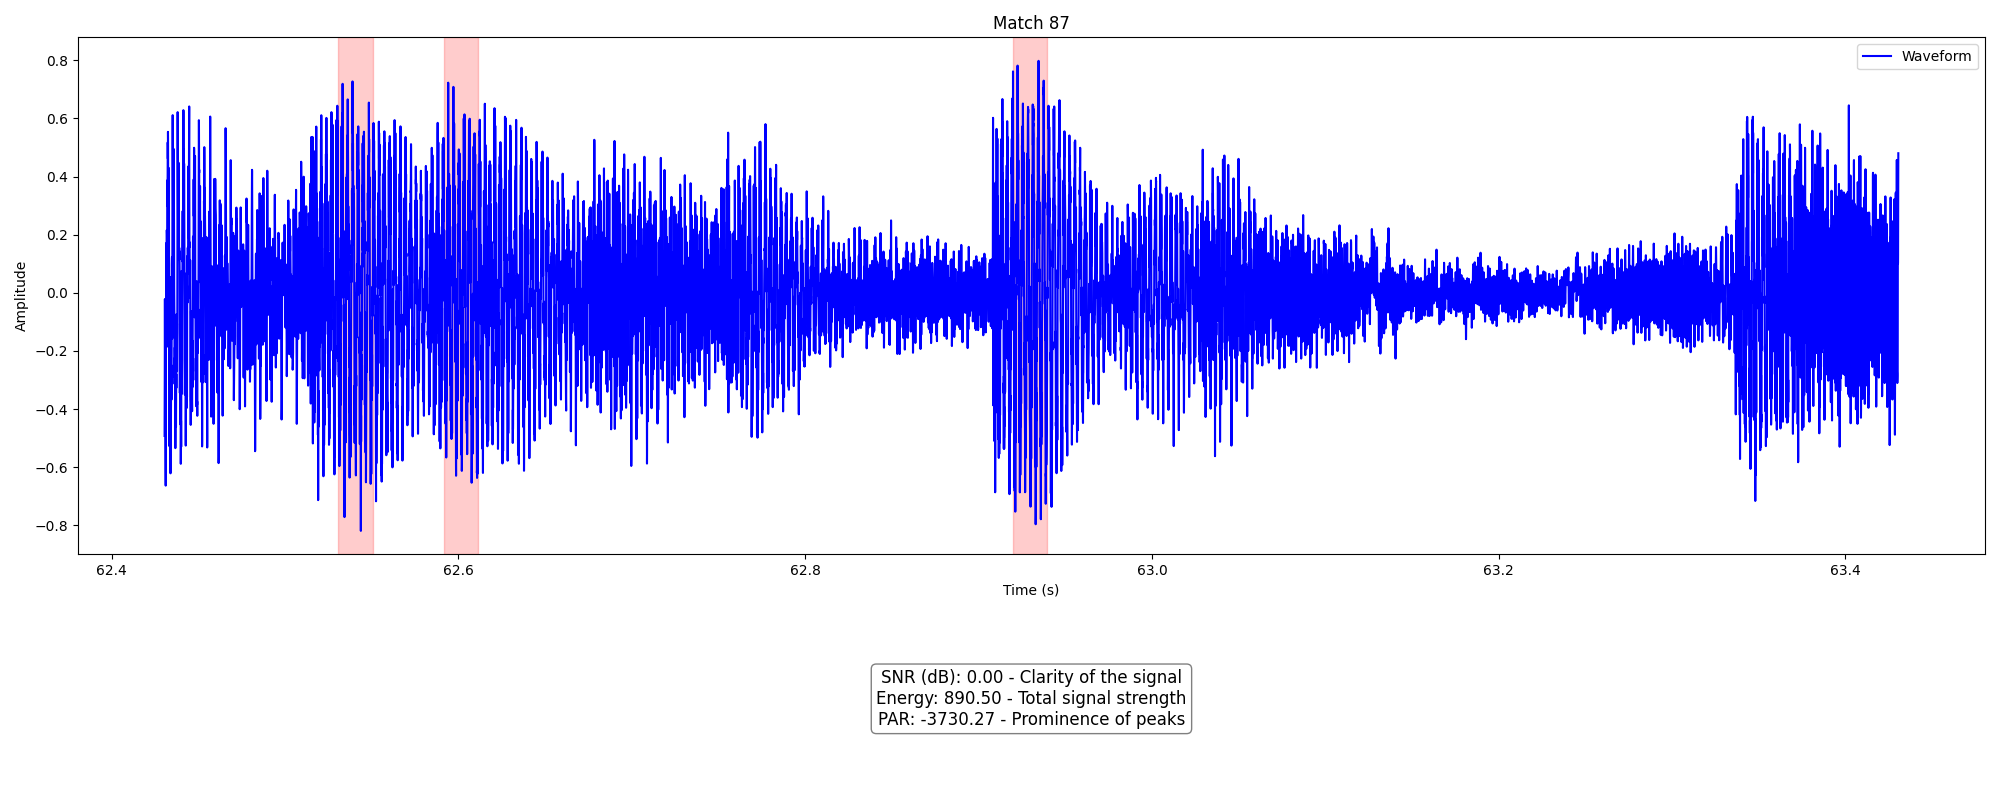 Match 87
Waveform
0.8
0.6
0.4
0.2
0.0
−0.2
−0.4
−0.6
−0.8
Amplitude
62.4 62.6 62.8 63.0 63.2 63.4
Time (s)
SNR (dB): 0.00 - Clarity of the signal
Energy: 890.50 - Total signal strength
PAR: -3730.27 - Prominence of peaks